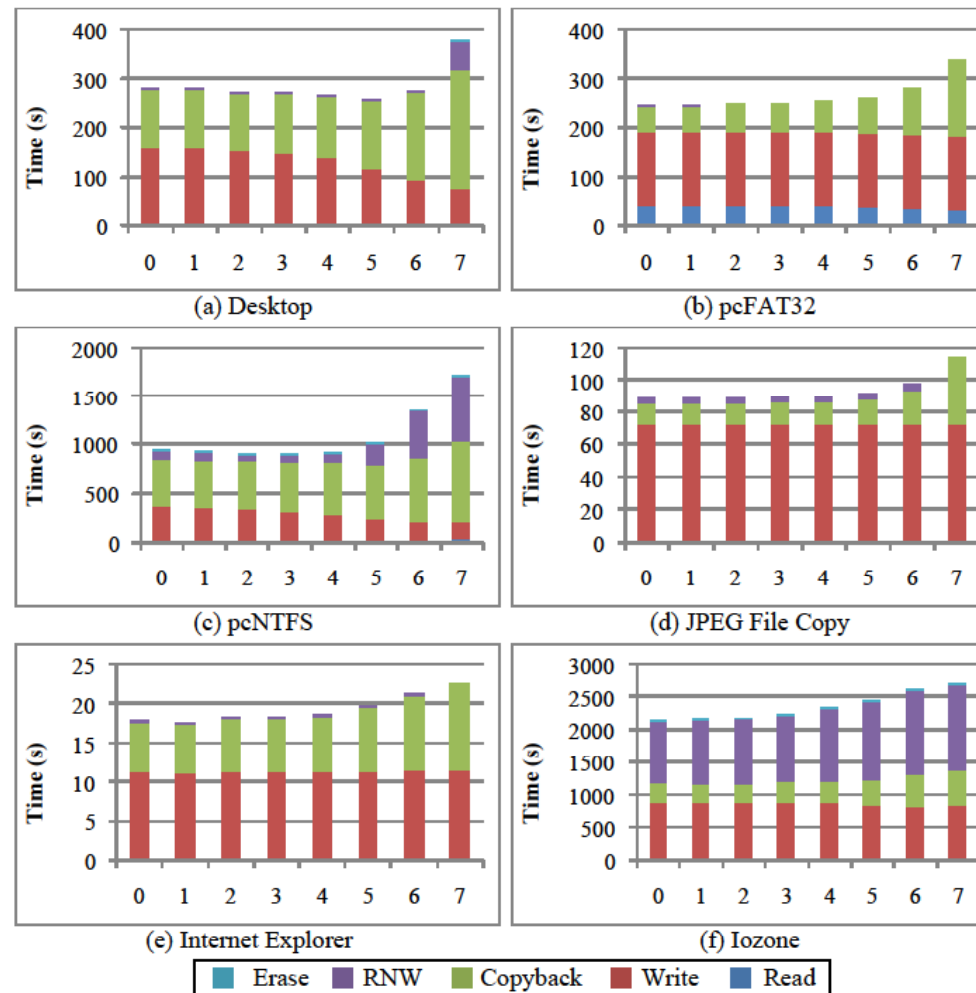 400
300
200
100
0
Time (s)
0 1 2 3 4 5 6 7
(a) Desktop
400
300
200
100
0
Time (s)
0 1 2 3 4 5 6 7
(b) pcFAT32
2000
1500
1000
500
0
Time (s)
0 1 2 3 4 5 6 7
(c) pcNTFS
120
100
80
60
40
20
0
Time (s)
0 1 2 3 4 5 6 7
(d) JPEG File Copy
25
20
15
10
5
0
Time (s)
0 1 2 3 4 5 6 7
(e) Internet Explorer
3000
2500
2000
1500
1000
500
0
Time (s)
0 1 2 3 4 5 6 7
(f) Iozone
Erase RNW Copyback Write Read